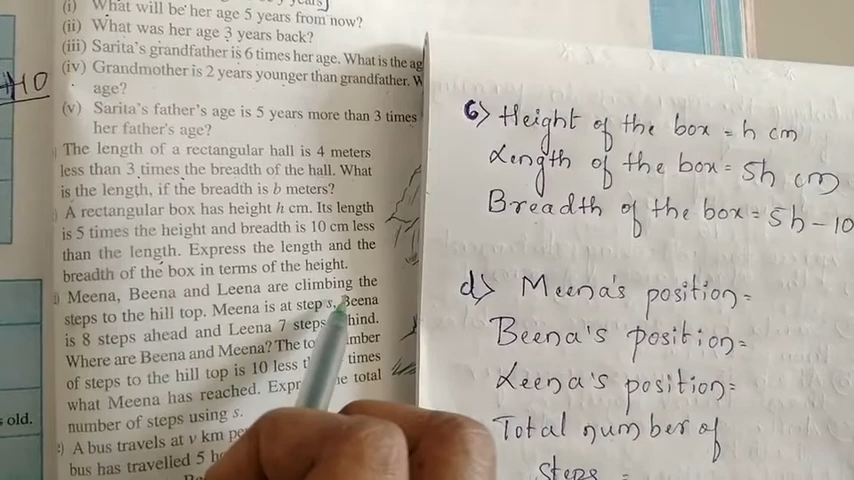 years)
(i) What will be her age 5 years from now?
(ii) What was her age 3 years back?
(iii) Sarita's grandfather is 6 times her age. What is the ag
(iv) Grandmother is 2 years younger than grandfather. W
age?
(v) Sarita's father's age is 5 years more than 3 times
her father's age?
The length of a rectangular hall is 4 meters
less than 3 times the breadth of the hall. What
is the length, if the breadth is b meters?
A rectangular box has height h cm. Its length
is 5 times the height and breadth is 10 cm less
than the length. Express the length and the
breadth of the box in terms of the height.
Meena, Beena and Leena are climbing the
steps to the hill top. Meena is at step s, Beena
is 8 steps ahead and Leena 7 steps hind.
Where are Beena and Meena? The to mber
of steps to the hill top is 10 less th times
what Meena has reached. Expr e total
number of steps using s.
A bus travels at v km pe
bus has travelled 5 h
s old.
6) Height of the box = h cm
Length of the box = 5h cm
Breadth of the box = 5h - 10
d) Meena's position =
Beena's position =
Leena's position =
Total number of
steps =